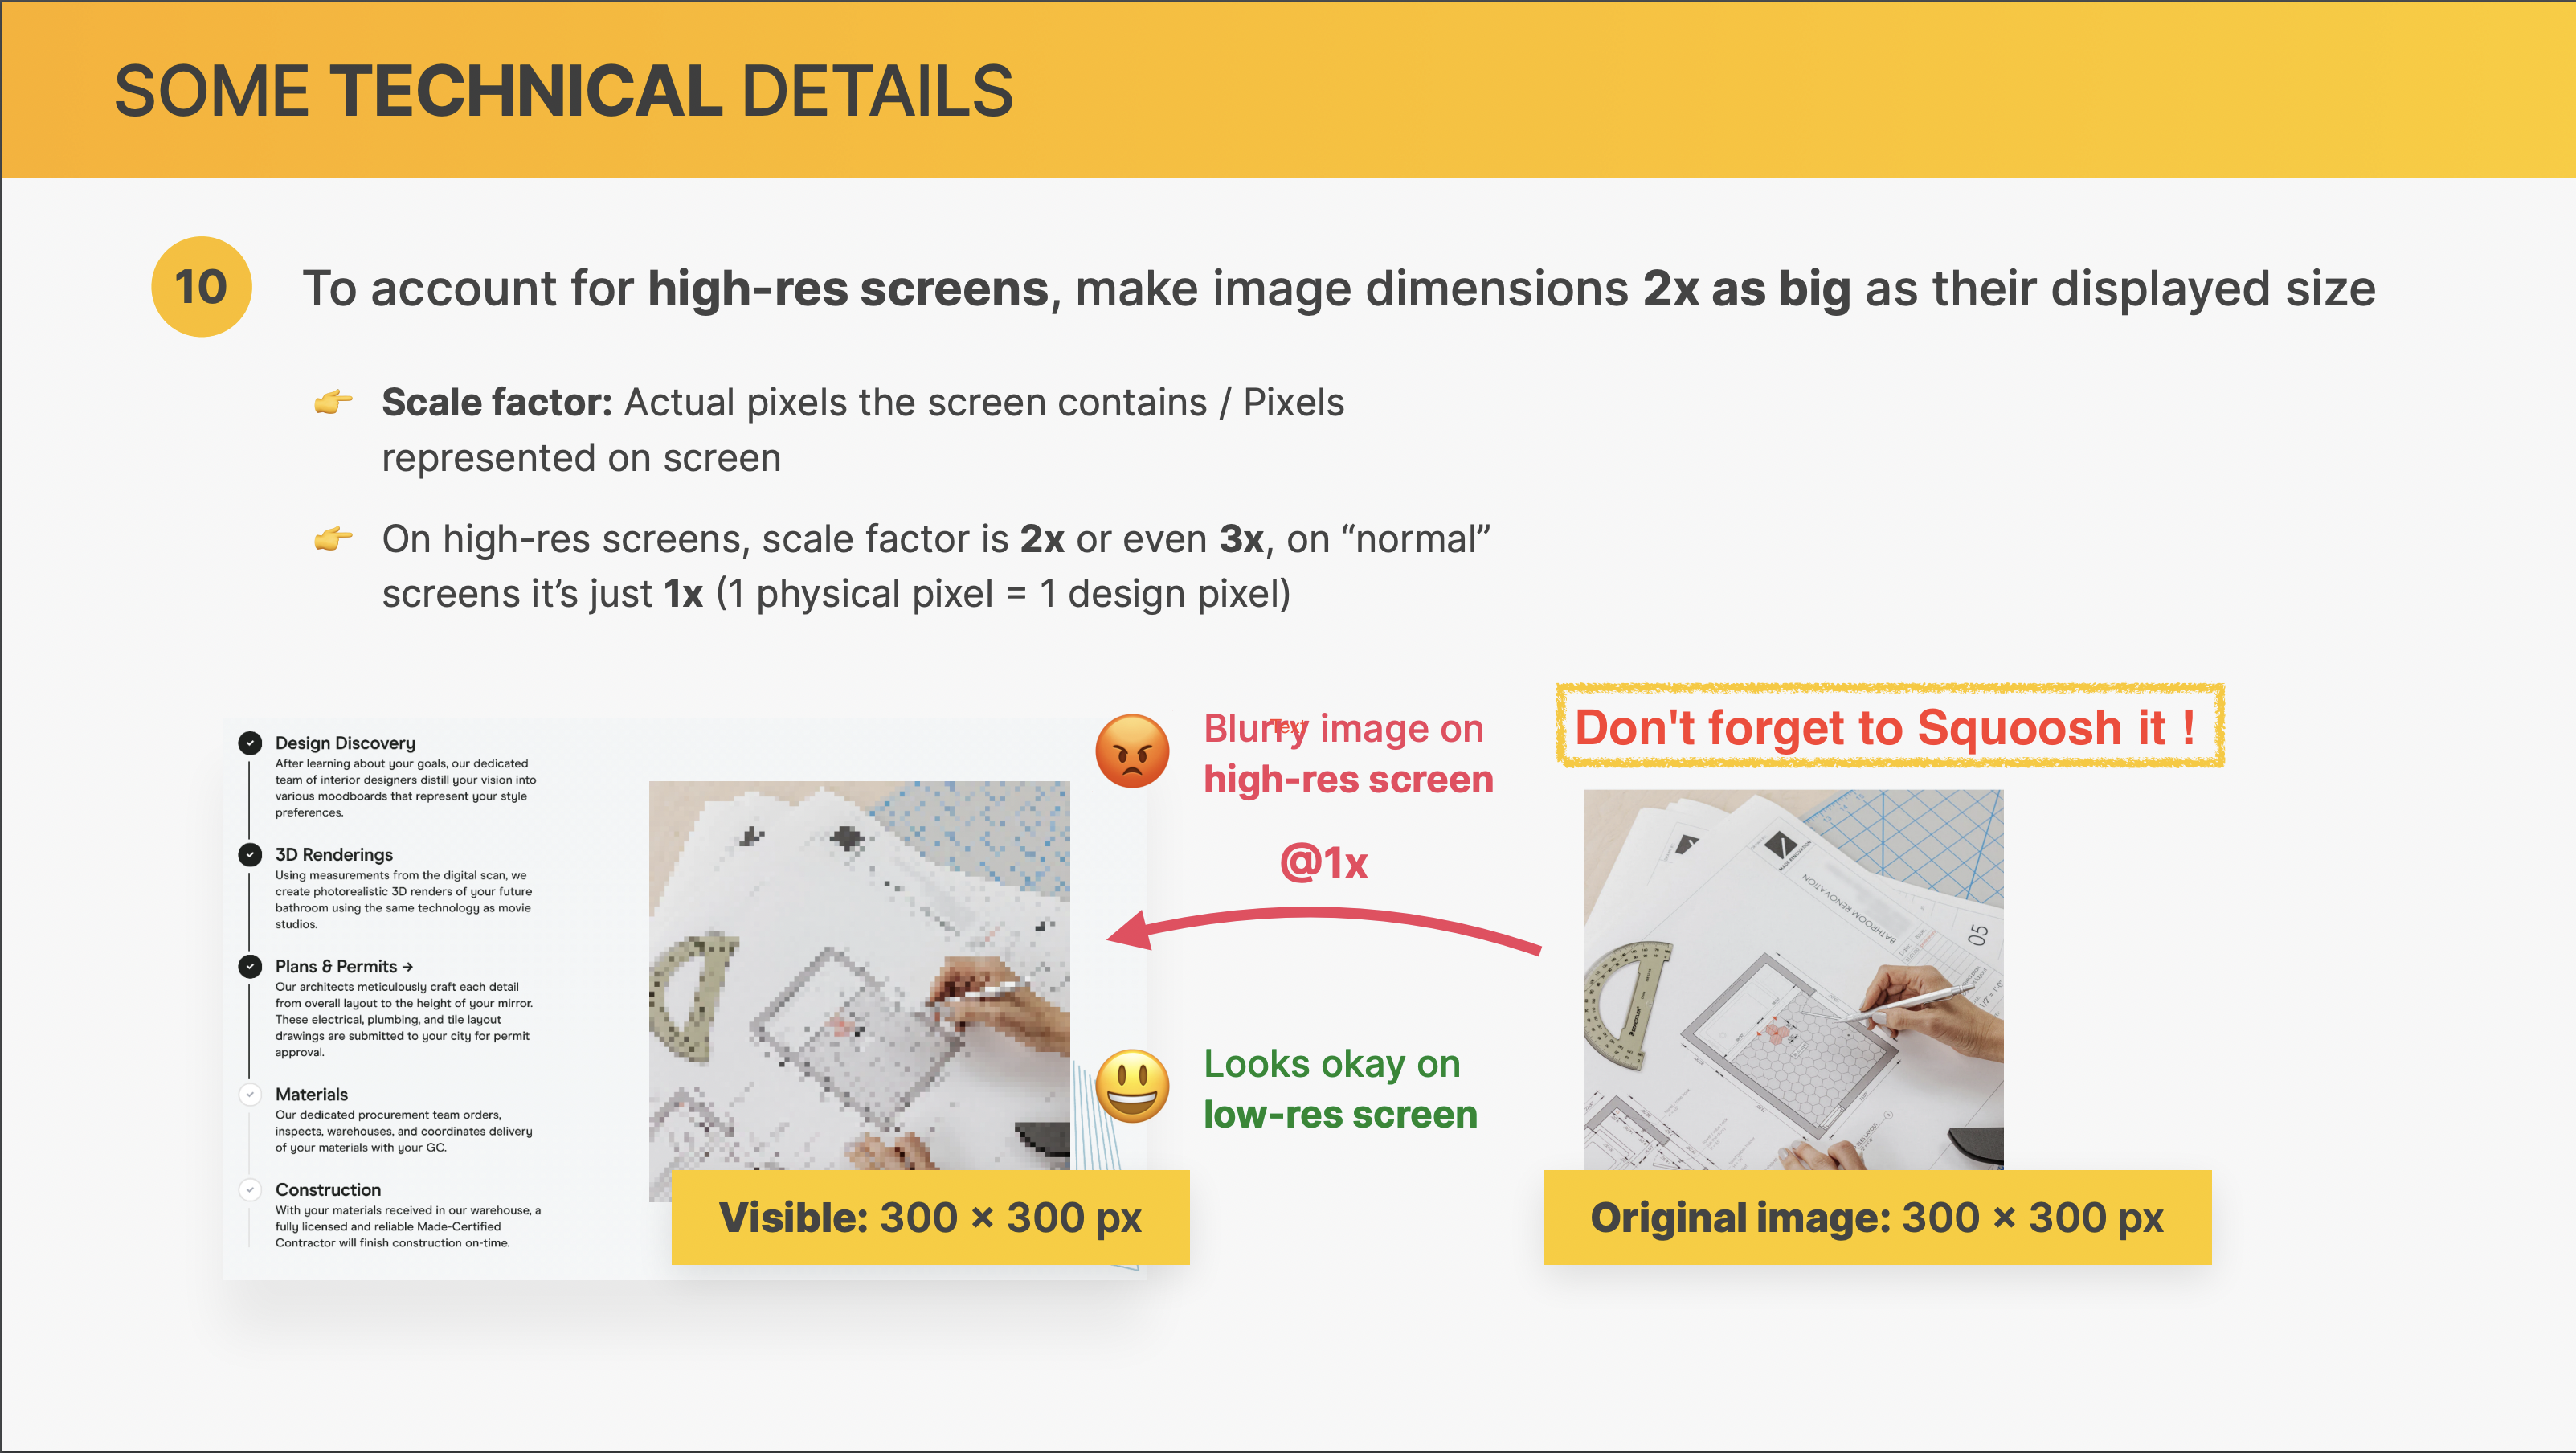 SOME TECHNICAL DETAILS
10
To account for high-res screens, make image dimensions 2x as big as their displayed size
👉 Scale factor: Actual pixels the screen contains / Pixels
represented on screen
👉 On high-res screens, scale factor is 2x or even 3x, on “normal”
screens it’s just 1x (1 physical pixel = 1 design pixel)
Design Discovery
After learning about your goals, our dedicated
team of interior designers distill your vision into
various moodboards that represent your style
preferences.
3D Renderings
Using measurements from the digital scan, we
create photorealistic 3D renders of your future
bathroom using the same technology as movie
studios.
Plans & Permits →
Our architects meticulously craft each detail
from overall layout to the height of your mirror.
These electrical, plumbing, and tile layout
drawings are submitted to your city for permit
approval.
Materials
Our dedicated procurement team orders,
inspects, warehouses, and coordinates delivery
of your materials with your GC.
Construction
With your materials received in our warehouse, a
fully licensed and reliable Made-Certified
Contractor will finish construction on-time.
Visible: 300 × 300 px
Blurry image on
Text
high-res screen
@1x
Looks okay on
low-res screen
Don't forget to Squoosh it !
MADE RENOVATION
BATHROOM RENOVATION
05
Original image: 300 × 300 px